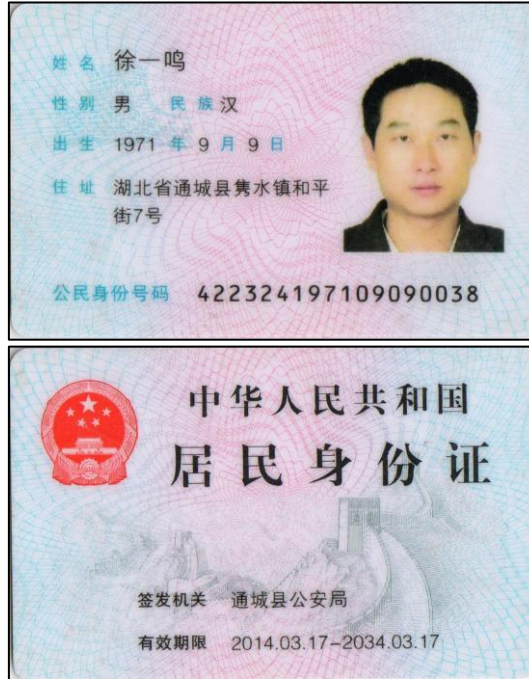 姓名 徐一鸣
性别 男 民族 汉
出生 1971 年 9 月 9 日
住址 湖北省通城县隽水镇和平
街7号
公民身份号码 422324197109090038
中华人民共和国
居民身份证
签发机关 通城县公安局
有效期限 2014.03.17-2034.03.17